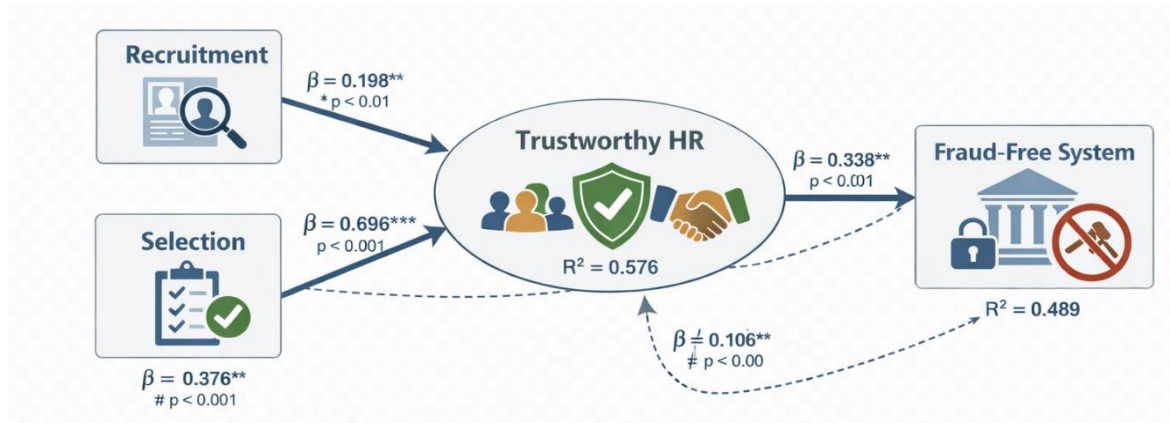 Recruitment
β = 0.198**
* p < 0.01
Selection
β = 0.696***
p < 0.001
β = 0.376**
# p < 0.001
Trustworthy HR
R² = 0.576
β = 0.338**
p < 0.001
Fraud-Free System
R² = 0.489
β = 0.106**
≠ p < 0.00